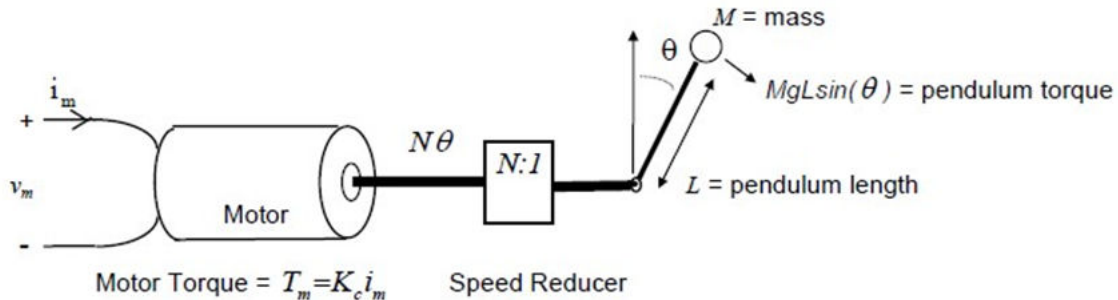 M = mass
θ
i_m
MgLsin(θ) = pendulum torque
+
Nθ
N:1
v_m
L = pendulum length
Motor
-
Motor Torque = T_m=K_c i_m
Speed Reducer